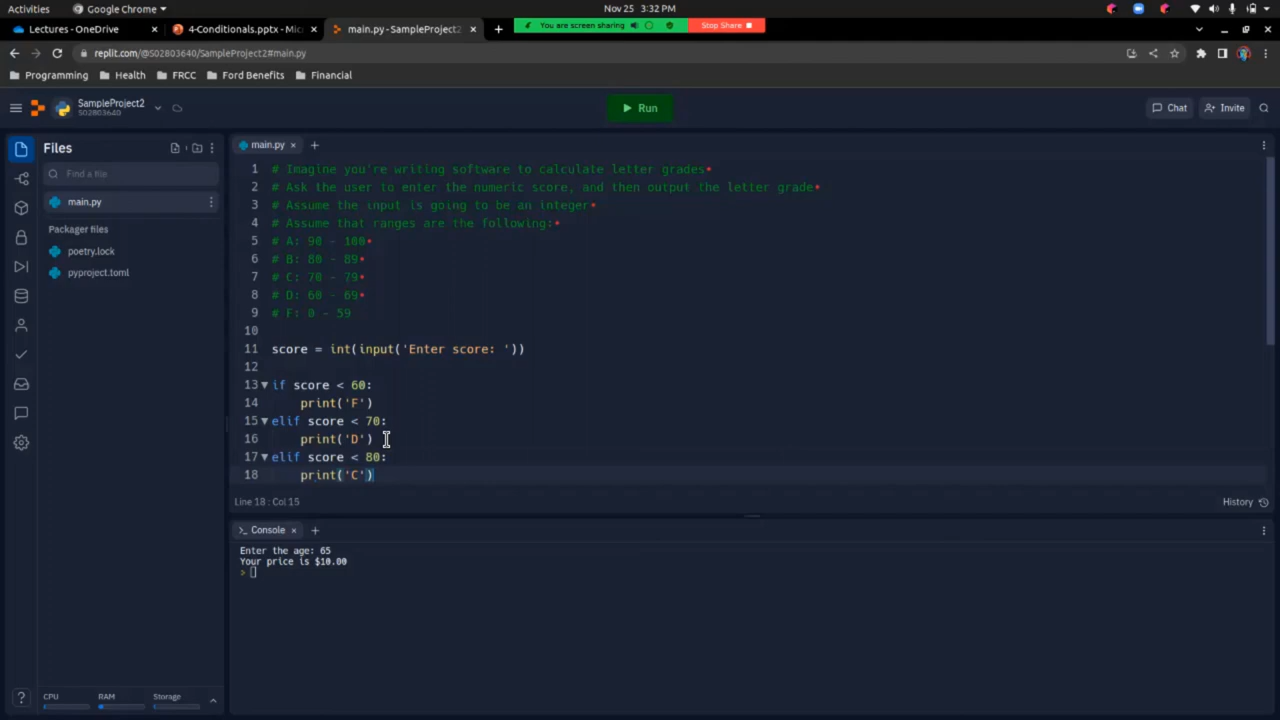 Activities
Google Chrome
Nov 25 3:32 PM
Lectures - OneDrive
4-Conditionals.pptx - Mic
main.py - SampleProject2
You are screen sharing
Stop Share
replit.com/@S02803640/SampleProject2#main.py
Programming
Health
FRCC
Ford Benefits
Financial
SampleProject2
S02803640
Run
Chat
Invite
Files
main.py
Find a file
main.py
Packager files
poetry.lock
pyproject.toml
1 # Imagine you're writing software to calculate letter grades
2 # Ask the user to enter the numeric score, and then output the letter grade
3 # Assume the input is going to be an integer
4 # Assume that ranges are the following:
5 # A: 90 - 100
6 # B: 80 - 89
7 # C: 70 - 79
8 # D: 60 - 69
9 # F: 0 - 59
10
11 score = int(input('Enter score: '))
12
13 if score < 60:
14 print('F')
15 elif score < 70:
16 print('D')
17 elif score < 80:
18 print('C')
Line 18 : Col 15
History
>_ Console
Enter the age: 65
Your price is $10.00
>
CPU
RAM
Storage
?